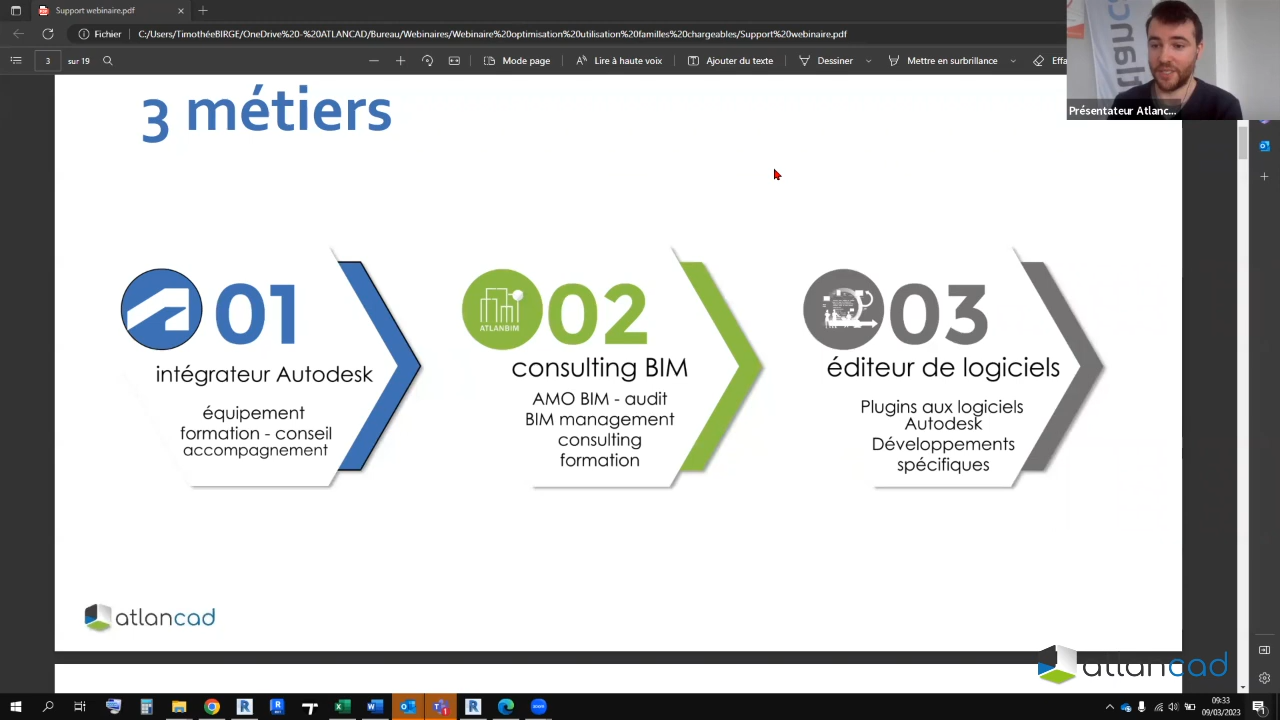 Support webinaire.pdf
Fichier
C:/Users/TimothéeBIRGE/OneDrive%20-%20ATLANCAD/Bureau/Webinaires/Webinaire%20optimisation%20utilisation%20familles%20chargeables/Support%20webinaire.pdf
3 sur 19
Mode page
Lire à haute voix
Ajouter du texte
Dessiner
Mettre en surbrillance
Effa
Présentateur Atlanc...
3 métiers
01
intégrateur Autodesk
équipement
formation - conseil
accompagnement
ATLANBIM
02
consulting BIM
AMO BIM - audit
BIM management
consulting
formation
03
éditeur de logiciels
Plugins aux logiciels
Autodesk
Développements
spécifiques
atlancad
atlancad
09:33
09/03/2023